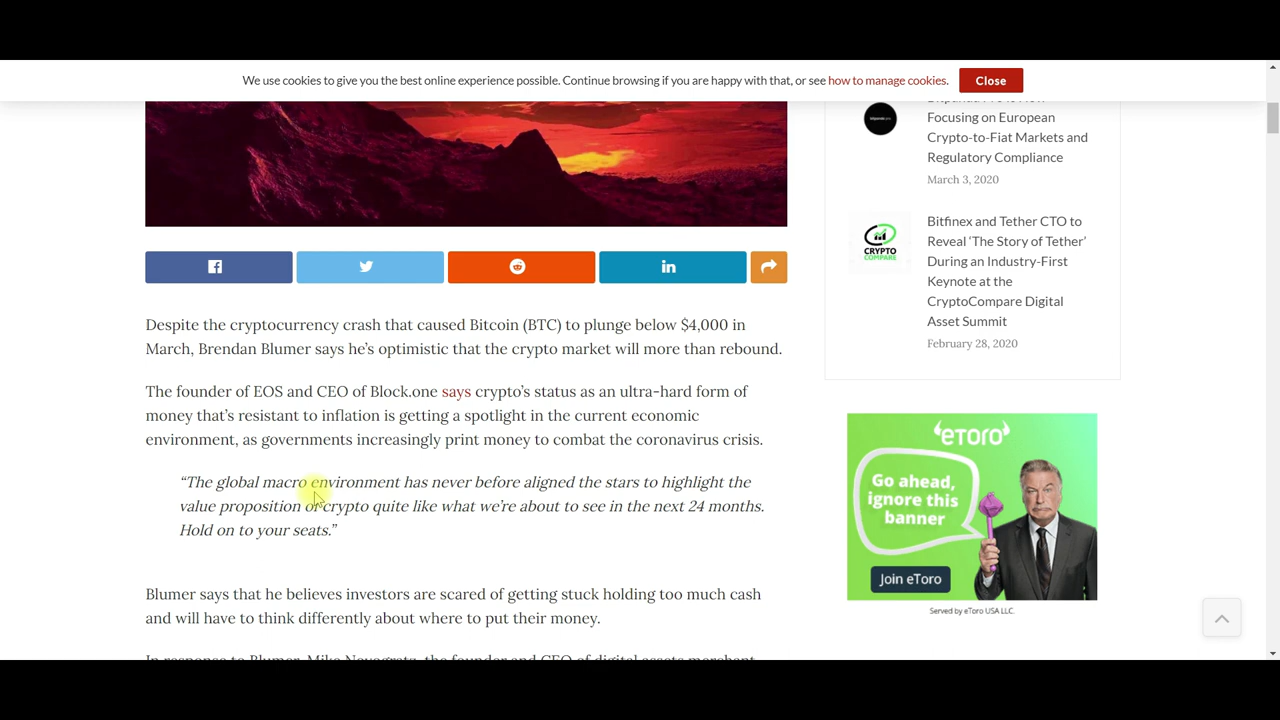 We use cookies to give you the best online experience possible. Continue browsing if you are happy with that, or see how to manage cookies.
Close
Despite the cryptocurrency crash that caused Bitcoin (BTC) to plunge below $4,000 in
March, Brendan Blumer says he's optimistic that the crypto market will more than rebound.
The founder of EOS and CEO of Block.one says crypto's status as an ultra-hard form of
money that's resistant to inflation is getting a spotlight in the current economic
environment, as governments increasingly print money to combat the coronavirus crisis.
“The global macro environment has never before aligned the stars to highlight the
value proposition of crypto quite like what we're about to see in the next 24 months.
Hold on to your seats.”
Blumer says that he believes investors are scared of getting stuck holding too much cash
and will have to think differently about where to put their money.
In response to Blumer, Mike Novogratz, the founder and CEO of digital assets merchant
Focusing on European
Crypto-to-Fiat Markets and
Regulatory Compliance
March 3, 2020
CRYPTO
COMPARE
Bitfinex and Tether CTO to
Reveal ‘The Story of Tether’
During an Industry-First
Keynote at the
CryptoCompare Digital
Asset Summit
February 28, 2020
eToro
Go ahead,
ignore this
banner
Join eToro
Served by eToro USA LLC.